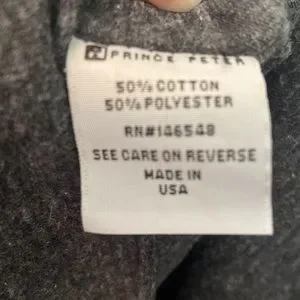 PRINCE PETER
50% COTTON
50% POLYESTER
RN#146548
SEE CARE ON REVERSE
MADE IN
USA